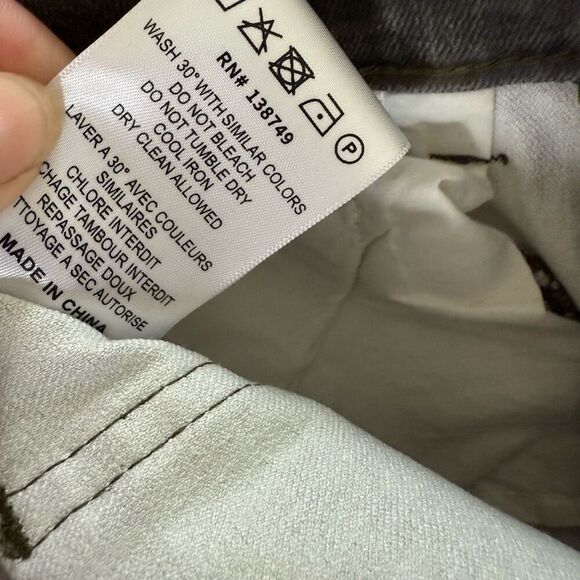 P
RN# 138749
WASH 30° WITH SIMILAR COLORS
DO NOT BLEACH
DO NOT TUMBLE DRY
COOL IRON
DRY CLEAN ALLOWED
LAVER A 30° AVEC COULEURS
SIMILAIRES
CHLORE INTERDIT
CHAGE TAMBOUR INTERDIT
REPASSAGE DOUX
TTOYAGE A SEC AUTORISE
MADE IN CHINA